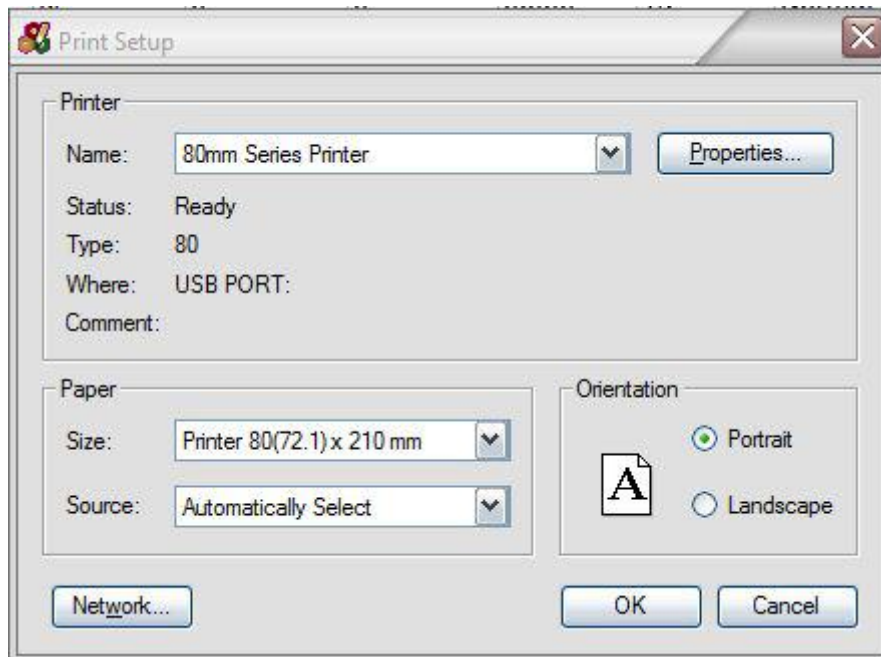 Print Setup
Printer
Name: 80mm Series Printer Properties...
Status: Ready
Type: 80
Where: USB PORT:
Comment:
Paper
Size: Printer 80(72.1) x 210 mm
Source: Automatically Select
Orientation
A
Portrait
Landscape
Network... OK Cancel